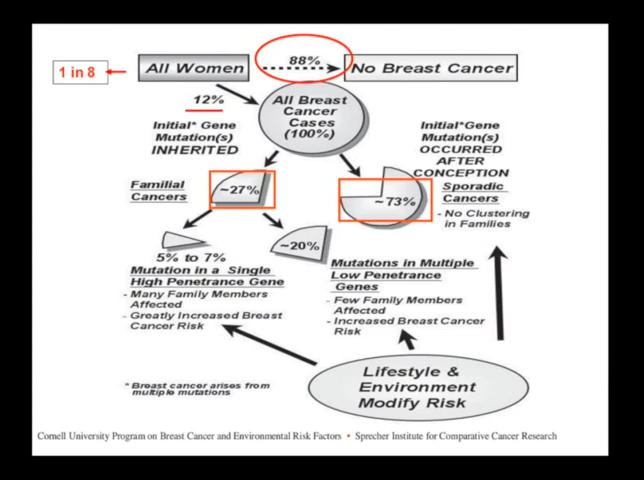 1 in 8
All Women
88%
No Breast Cancer
12%
All Breast
Cancer
Cases
(100%)
Initial* Gene
Mutation(s)
INHERITED
Initial*Gene
Mutation(s)
OCCURRED
AFTER
CONCEPTION
Familial
Cancers
~27%
~73%
Sporadic
Cancers
- No Clustering
in Families
5% to 7%
Mutation in a Single
High Penetrance Gene
- Many Family Members
Affected
- Greatly Increased Breast
Cancer Risk
~20%
Mutations in Multiple
Low Penetrance
Genes
- Few Family Members
Affected
- Increased Breast Cancer
Risk
Lifestyle &
Environment
Modify Risk
* Breast cancer arises from
multiple mutations
Cornell University Program on Breast Cancer and Environmental Risk Factors • Sprecher Institute for Comparative Cancer Research